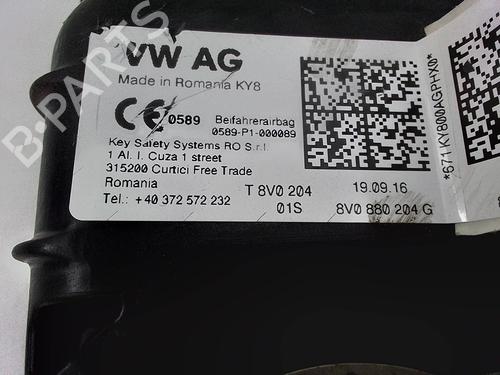 VW AG
Made in Romania KY8
CE 0589 Beifahrerairbag
0589-P1-000089
Key Safety Systems RO S.r.l.
1 Al. I. Cuza 1 street
315200 Curtici Free Trade
Romania
Tel.: +40 372 572 232
T 8V0 204
01S
19.09.16
8V0 880 204 G
*671KY800AGPHX0*
B-PARTS